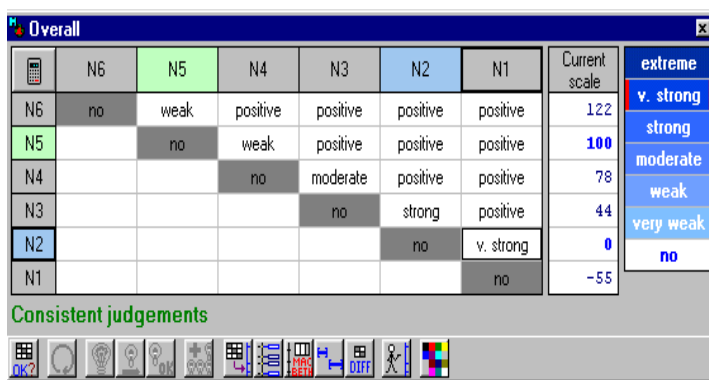 Overall
N6 N5 N4 N3 N2 N1 Current scale
N6 no weak positive positive positive positive 122
N5 no weak positive positive positive 100
N4 no moderate positive positive 78
N3 no strong positive 44
N2 no v. strong 0
N1 no -55
extreme
v. strong
strong
moderate
weak
very weak
no
Consistent judgements
OK? OK MAC BETH DIFF